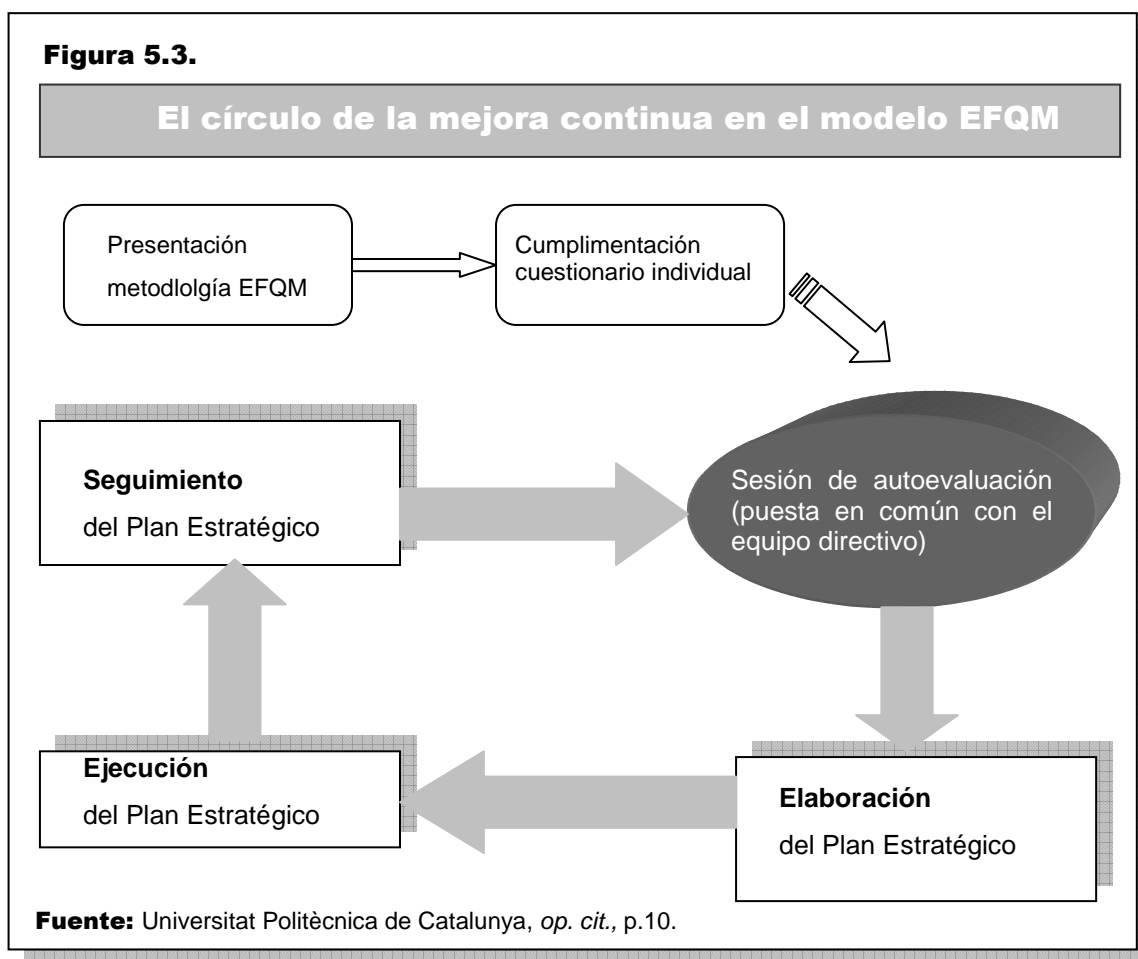 Figura 5.3.
El círculo de la mejora continua en el modelo EFQM
Presentación
metodlolgía EFQM
Cumplimentación
cuestionario individual
Seguimiento
del Plan Estratégico
Sesión de autoevaluación
(puesta en común con el
equipo directivo)
Ejecución
del Plan Estratégico
Elaboración
del Plan Estratégico
Fuente: Universitat Politècnica de Catalunya, op. cit., p.10.